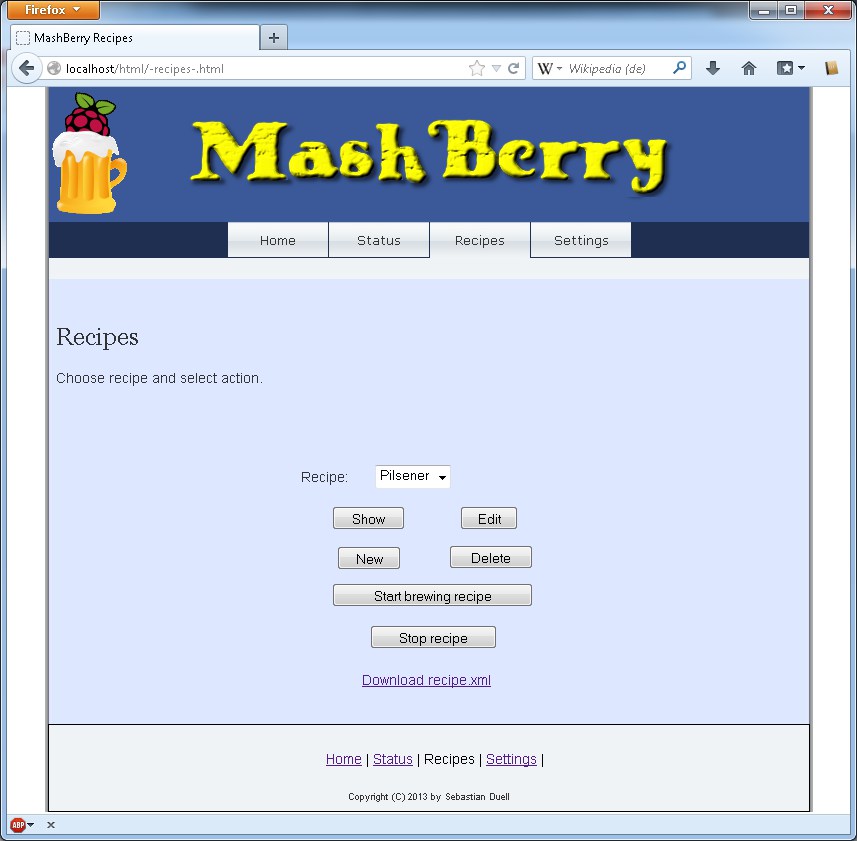 Firefox
MashBerry Recipes
localhost/html/-recipes-.html
W Wikipedia (de)
MashBerry
Home Status Recipes Settings
Recipes
Choose recipe and select action.
Recipe: Pilsener
Show Edit
New Delete
Start brewing recipe
Stop recipe
Download recipe.xml
Home | Status | Recipes | Settings |
Copyright (C) 2013 by Sebastian Duell
ABP